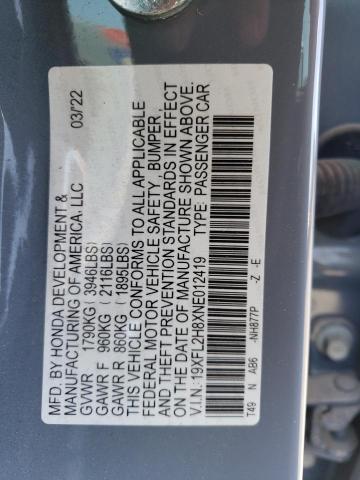 MFD. BY HONDA DEVELOPMENT &
MANUFACTURING OF AMERICA. LLC 03/'22
GVWR 1790KG ( 3946LBS)
GAWR F 960KG ( 2116LBS)
GAWR R 860KG ( 1895LBS)
THIS VEHICLE CONFORMS TO ALL APPLICABLE
FEDERAL MOTOR VEHICLE SAFETY, BUMPER,
AND THEFT PREVENTION STANDARDS IN EFFECT
ON THE DATE OF MANUFACTURE SHOWN ABOVE.
V.I.N.: 19XFL2H8XNE012419 TYPE: PASSENGER CAR
T49 N AB6 -NH877P -Z -E